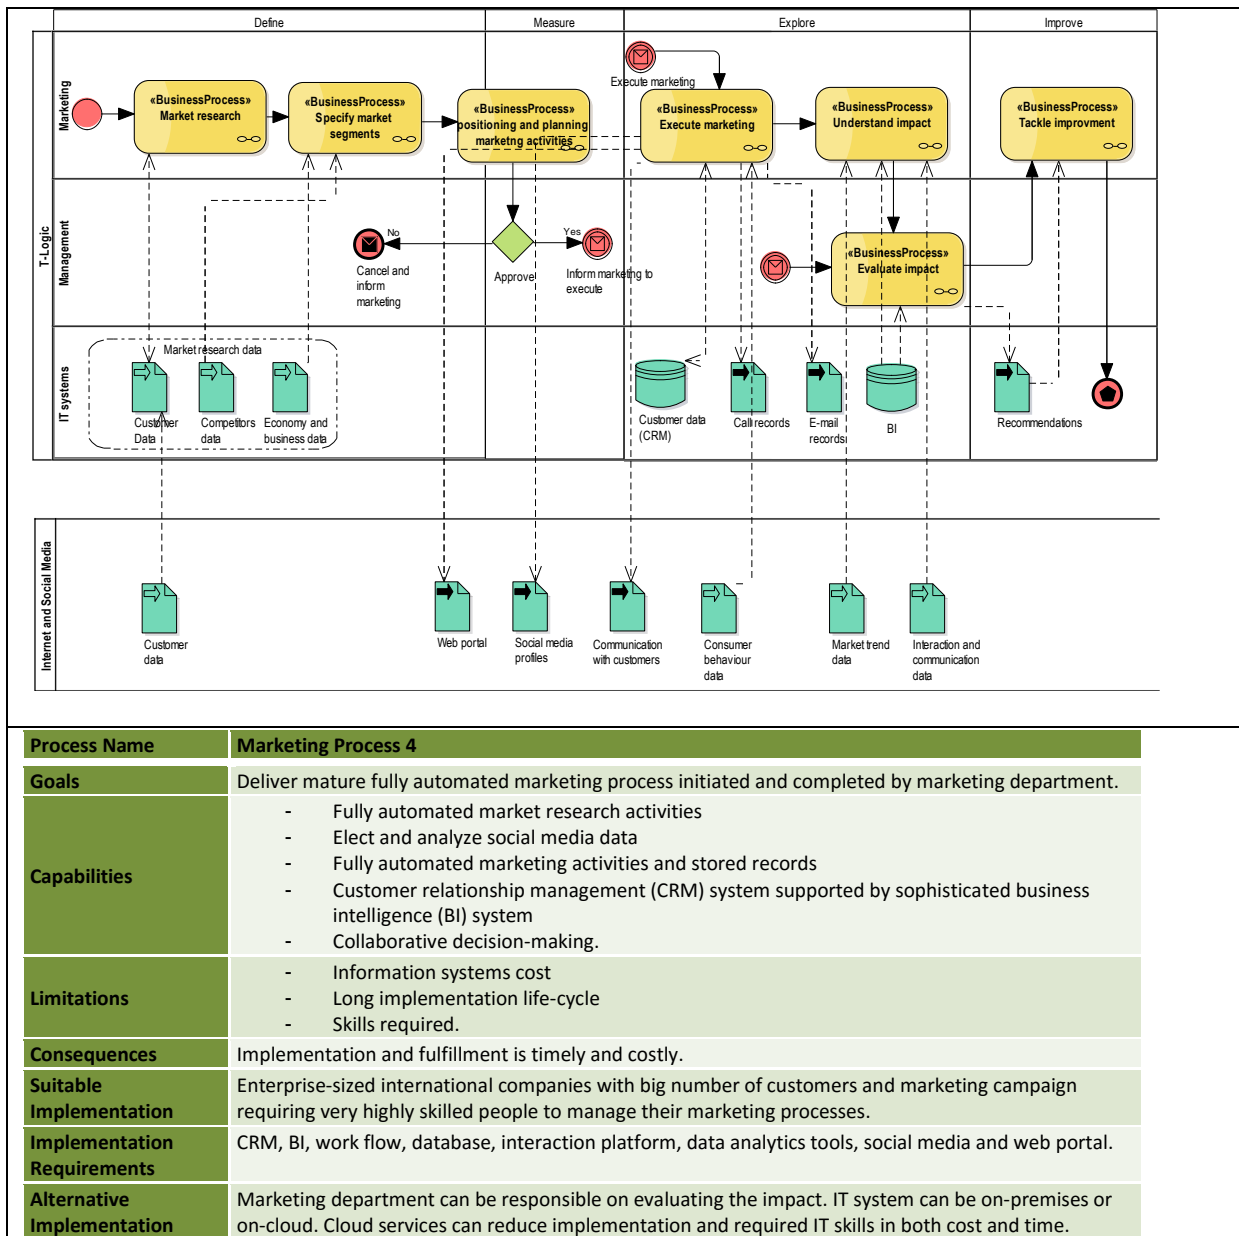 Define
Measure
Explore
Improve
T-Logic
Marketing
«BusinessProcess»
Market research
«BusinessProcess»
Specify market
segments
«BusinessProcess»
positioning and planning
marketng activities
Execute marketing
«BusinessProcess»
Execute marketing
«BusinessProcess»
Understand impact
«BusinessProcess»
Tackle improvment
Management
No
Cancel and
inform
marketing
Approve
Yes
Inform marketing to
execute
«BusinessProcess»
Evaluate impact
IT systems
Market research data
Customer
Data
Competitors
data
Economy and
business data
Customer data
(CRM)
Call records
E-mail
records
BI
Recommendations
Internet and Social Media
Customer
data
Web portal
Social media
profiles
Communication
with customers
Consumer
behaviour
data
Market trend
data
Interaction and
communication
data
Process Name
Marketing Process 4
Goals
Deliver mature fully automated marketing process initiated and completed by marketing department.
Capabilities
- Fully automated market research activities
- Elect and analyze social media data
- Fully automated marketing activities and stored records
- Customer relationship management (CRM) system supported by sophisticated business
intelligence (BI) system
- Collaborative decision-making.
Limitations
- Information systems cost
- Long implementation life-cycle
- Skills required.
Consequences
Implementation and fulfillment is timely and costly.
Suitable
Implementation
Enterprise-sized international companies with big number of customers and marketing campaign
requiring very highly skilled people to manage their marketing processes.
Implementation
Requirements
CRM, BI, work flow, database, interaction platform, data analytics tools, social media and web portal.
Alternative
Implementation
Marketing department can be responsible on evaluating the impact. IT system can be on-premises or
on-cloud. Cloud services can reduce implementation and required IT skills in both cost and time.